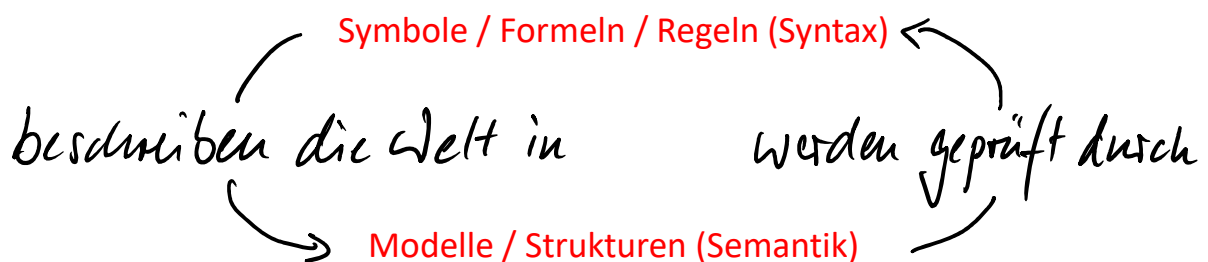 Symbole / Formeln / Regeln (Syntax)
beschreiben die Welt in werden geprüft durch
Modelle / Strukturen (Semantik)